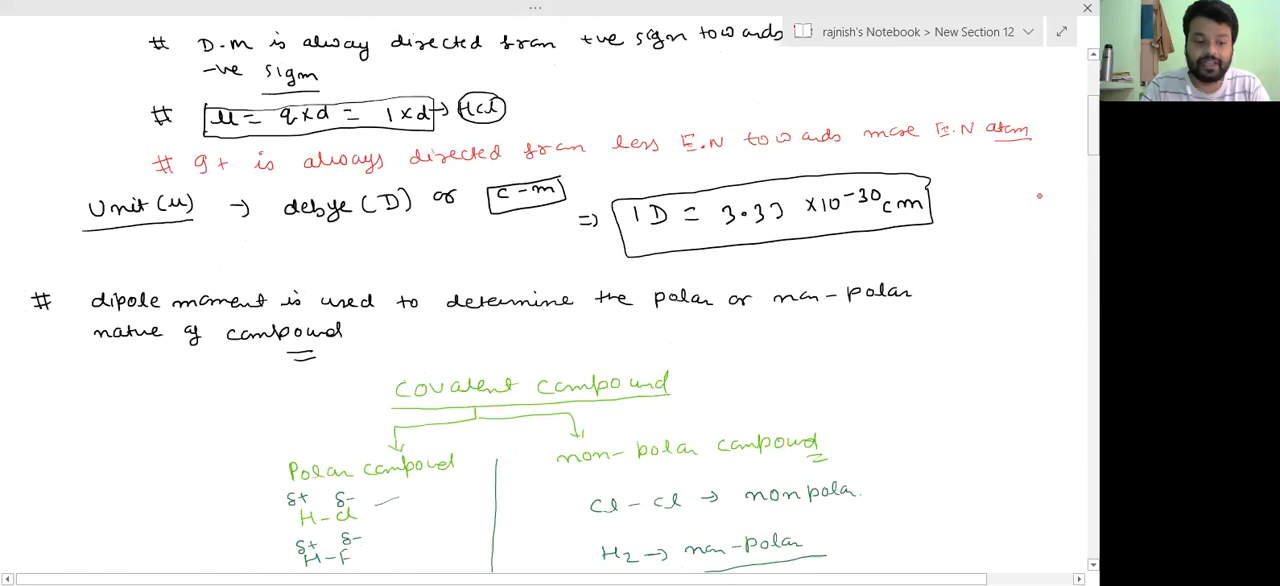 rajnish's Notebook > New Section 12
# D.M is always directed from +ve sign towards
-ve sign
# μ = q×d = 1×d → HCl
# It is always directed from less E.N towards more E.N atom
Unit (μ) → debye (D) or C-m
⇒ 1D = 3.33 ×10-30 cm
# dipole moment is used to determine the polar or non-polar
nature of compound
covalent compound
Polar compound
non-polar compound
δ+ δ-
H-Cl
Cl - Cl → nonpolar.
δ+ δ-
H-F
H2 → non-polar